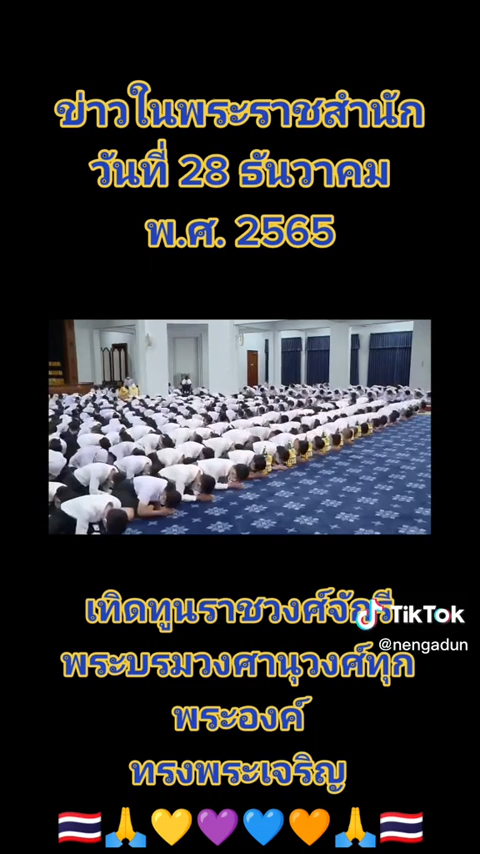 ข่าวในพระราชสำนัก
วันที่ 28 ธันวาคม
พ.ศ. 2565
เทิดทูนราชวงศ์จักรี
TikTok
@nengadun
พระบรมวงศานุวงศ์ทุก
พระองค์
ทรงพระเจริญ